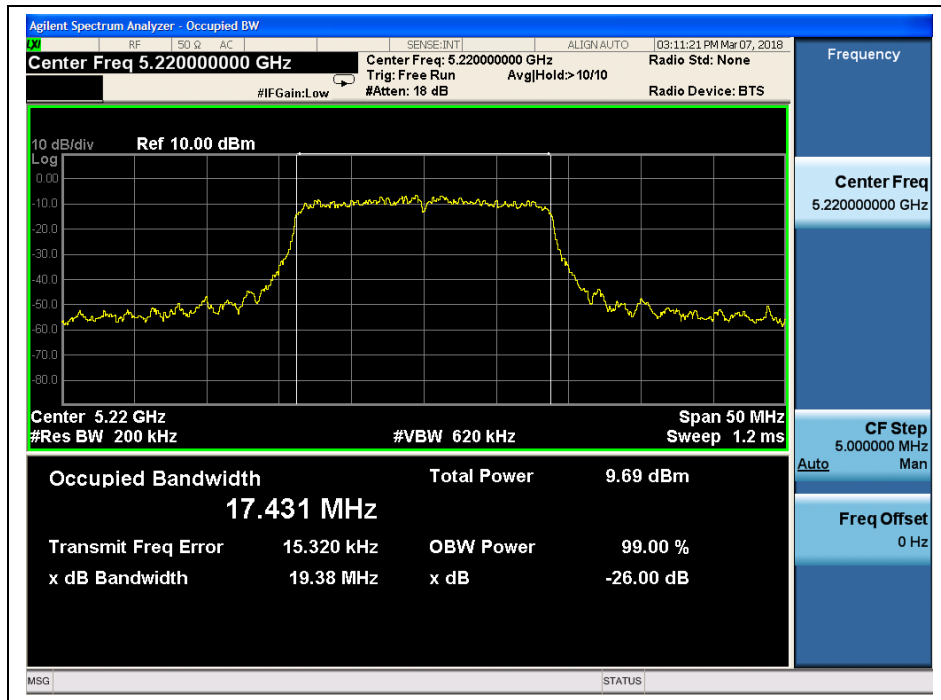 Agilent Spectrum Analyzer - Occupied BW
LXI RF 50 Ω AC SENSE:INT ALIGN AUTO 03:11:21 PM Mar 07, 2018
Center Freq 5.220000000 GHz
Center Freq: 5.220000000 GHz Radio Std: None
Trig: Free Run Avg|Hold:>10/10
#IFGain:Low #Atten: 18 dB Radio Device: BTS
10 dB/div Ref 10.00 dBm
Log
0.00
-10.0
-20.0
-30.0
-40.0
-50.0
-60.0
-70.0
-80.0
Center 5.22 GHz Span 50 MHz
#Res BW 200 kHz #VBW 620 kHz Sweep 1.2 ms
Occupied Bandwidth Total Power 9.69 dBm
17.431 MHz
Transmit Freq Error 15.320 kHz OBW Power 99.00 %
x dB Bandwidth 19.38 MHz x dB -26.00 dB
Frequency
Center Freq
5.220000000 GHz
CF Step
5.000000 MHz
Auto Man
Freq Offset
0 Hz
MSG STATUS